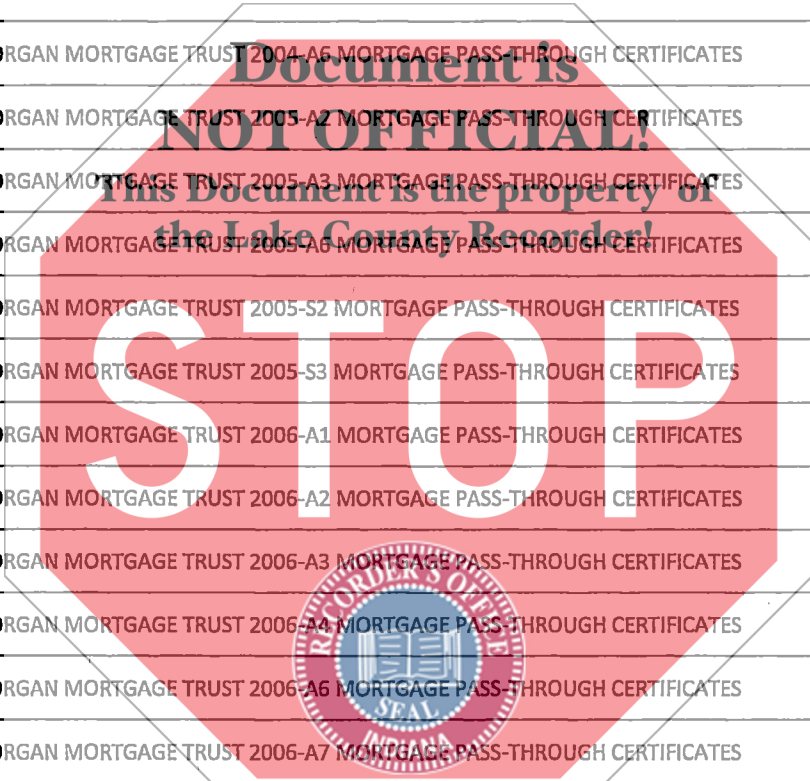 RGAN MORTGAGE TRUST 2004-A6 MORTGAGE PASS-THROUGH CERTIFICATES
Document is
RGAN MORTGAGE TRUST 2005-A2 MORTGAGE PASS-THROUGH CERTIFICATES
NOT OFFICIAL!
RGAN MORTGAGE TRUST 2005-A3 MORTGAGE PASS-THROUGH CERTIFICATES
This Document is the property of
the Lake County Recorder!
RGAN MORTGAGE TRUST 2005-A6 MORTGAGE PASS-THROUGH CERTIFICATES
RGAN MORTGAGE TRUST 2005-S2 MORTGAGE PASS-THROUGH CERTIFICATES
STOP
RGAN MORTGAGE TRUST 2005-S3 MORTGAGE PASS-THROUGH CERTIFICATES
RGAN MORTGAGE TRUST 2006-A1 MORTGAGE PASS-THROUGH CERTIFICATES
RGAN MORTGAGE TRUST 2006-A2 MORTGAGE PASS-THROUGH CERTIFICATES
RGAN MORTGAGE TRUST 2006-A3 MORTGAGE PASS-THROUGH CERTIFICATES
RECORDER'S OFFICE
RGAN MORTGAGE TRUST 2006-A4 MORTGAGE PASS-THROUGH CERTIFICATES
RGAN MORTGAGE TRUST 2006-A6 MORTGAGE PASS-THROUGH CERTIFICATES
SEAL
INDIANA
RGAN MORTGAGE TRUST 2006-A7 MORTGAGE PASS-THROUGH CERTIFICATES